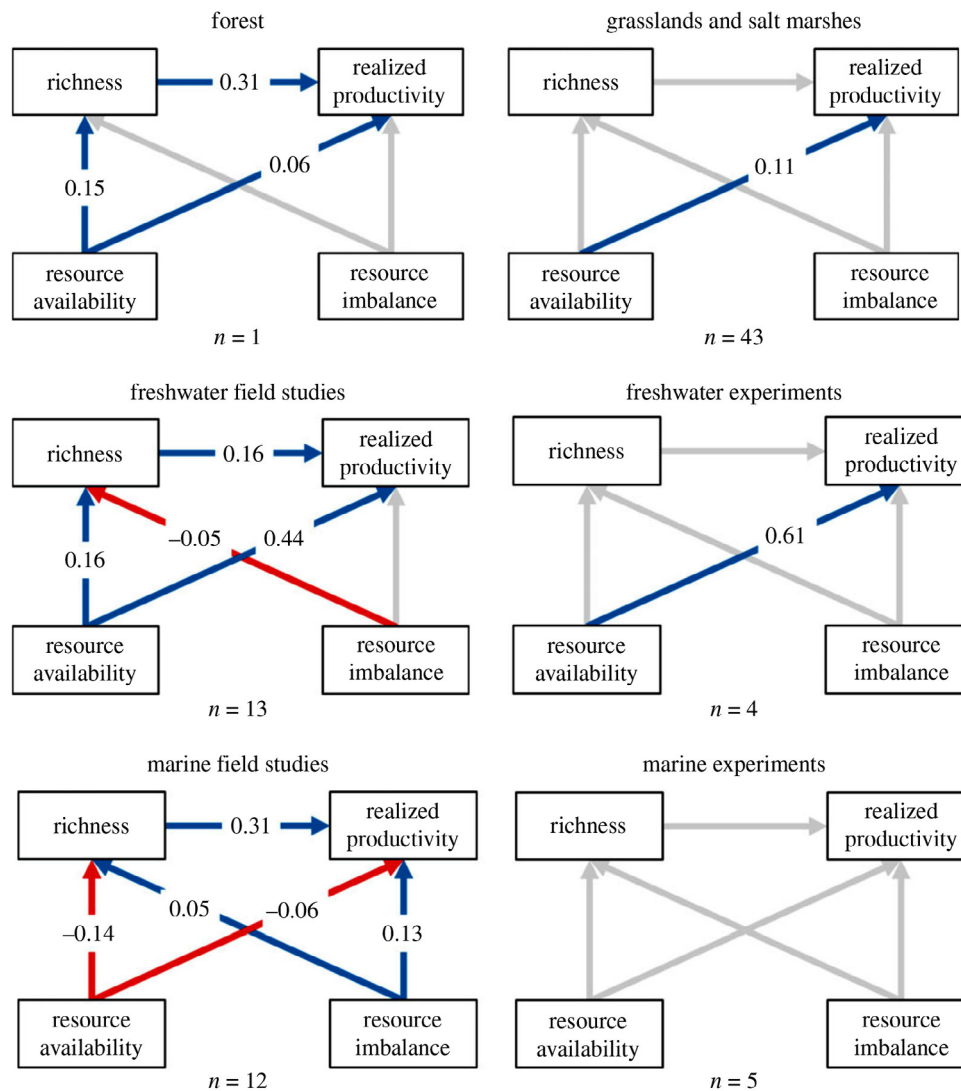 forest
richness
0.31
realized
productivity
0.15
0.06
resource
availability
resource
imbalance
n = 1
grasslands and salt marshes
richness
realized
productivity
0.11
resource
availability
resource
imbalance
n = 43
freshwater field studies
richness
0.16
realized
productivity
–0.05
0.44
0.16
resource
availability
resource
imbalance
n = 13
freshwater experiments
richness
realized
productivity
0.61
resource
availability
resource
imbalance
n = 4
marine field studies
richness
0.31
realized
productivity
0.05
–0.06
–0.14
0.13
resource
availability
resource
imbalance
n = 12
marine experiments
richness
realized
productivity
resource
availability
resource
imbalance
n = 5